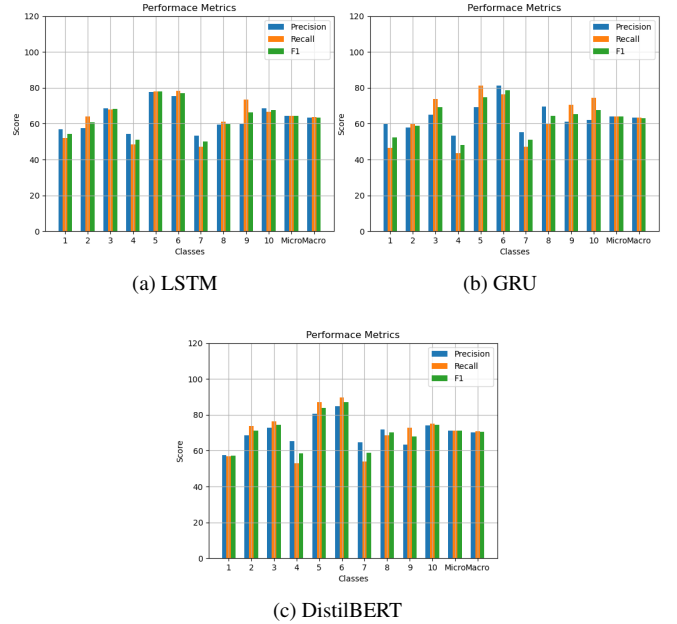 Performace Metrics
120
100
80
60
40
20
0
Score
Precision
Recall
F1
1 2 3 4 5 6 7 8 9 10 Micro Macro
Classes
(a) LSTM
Performace Metrics
120
100
80
60
40
20
0
Score
Precision
Recall
F1
1 2 3 4 5 6 7 8 9 10 Micro Macro
Classes
(b) GRU
Performace Metrics
120
100
80
60
40
20
0
Score
Precision
Recall
F1
1 2 3 4 5 6 7 8 9 10 Micro Macro
Classes
(c) DistilBERT